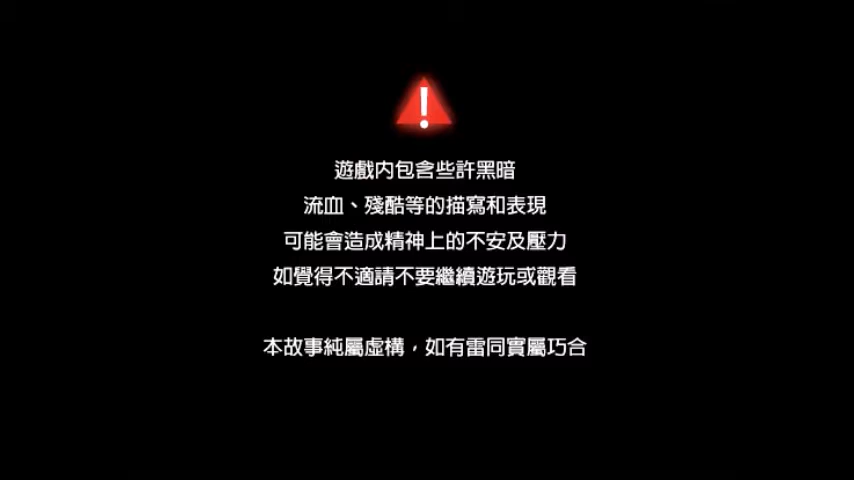 遊戲內包含些許黑暗
流血、殘酷等的描寫和表現
可能會造成精神上的不安及壓力
如覺得不適請不要繼續遊玩或觀看
本故事純屬虛構，如有雷同實屬巧合